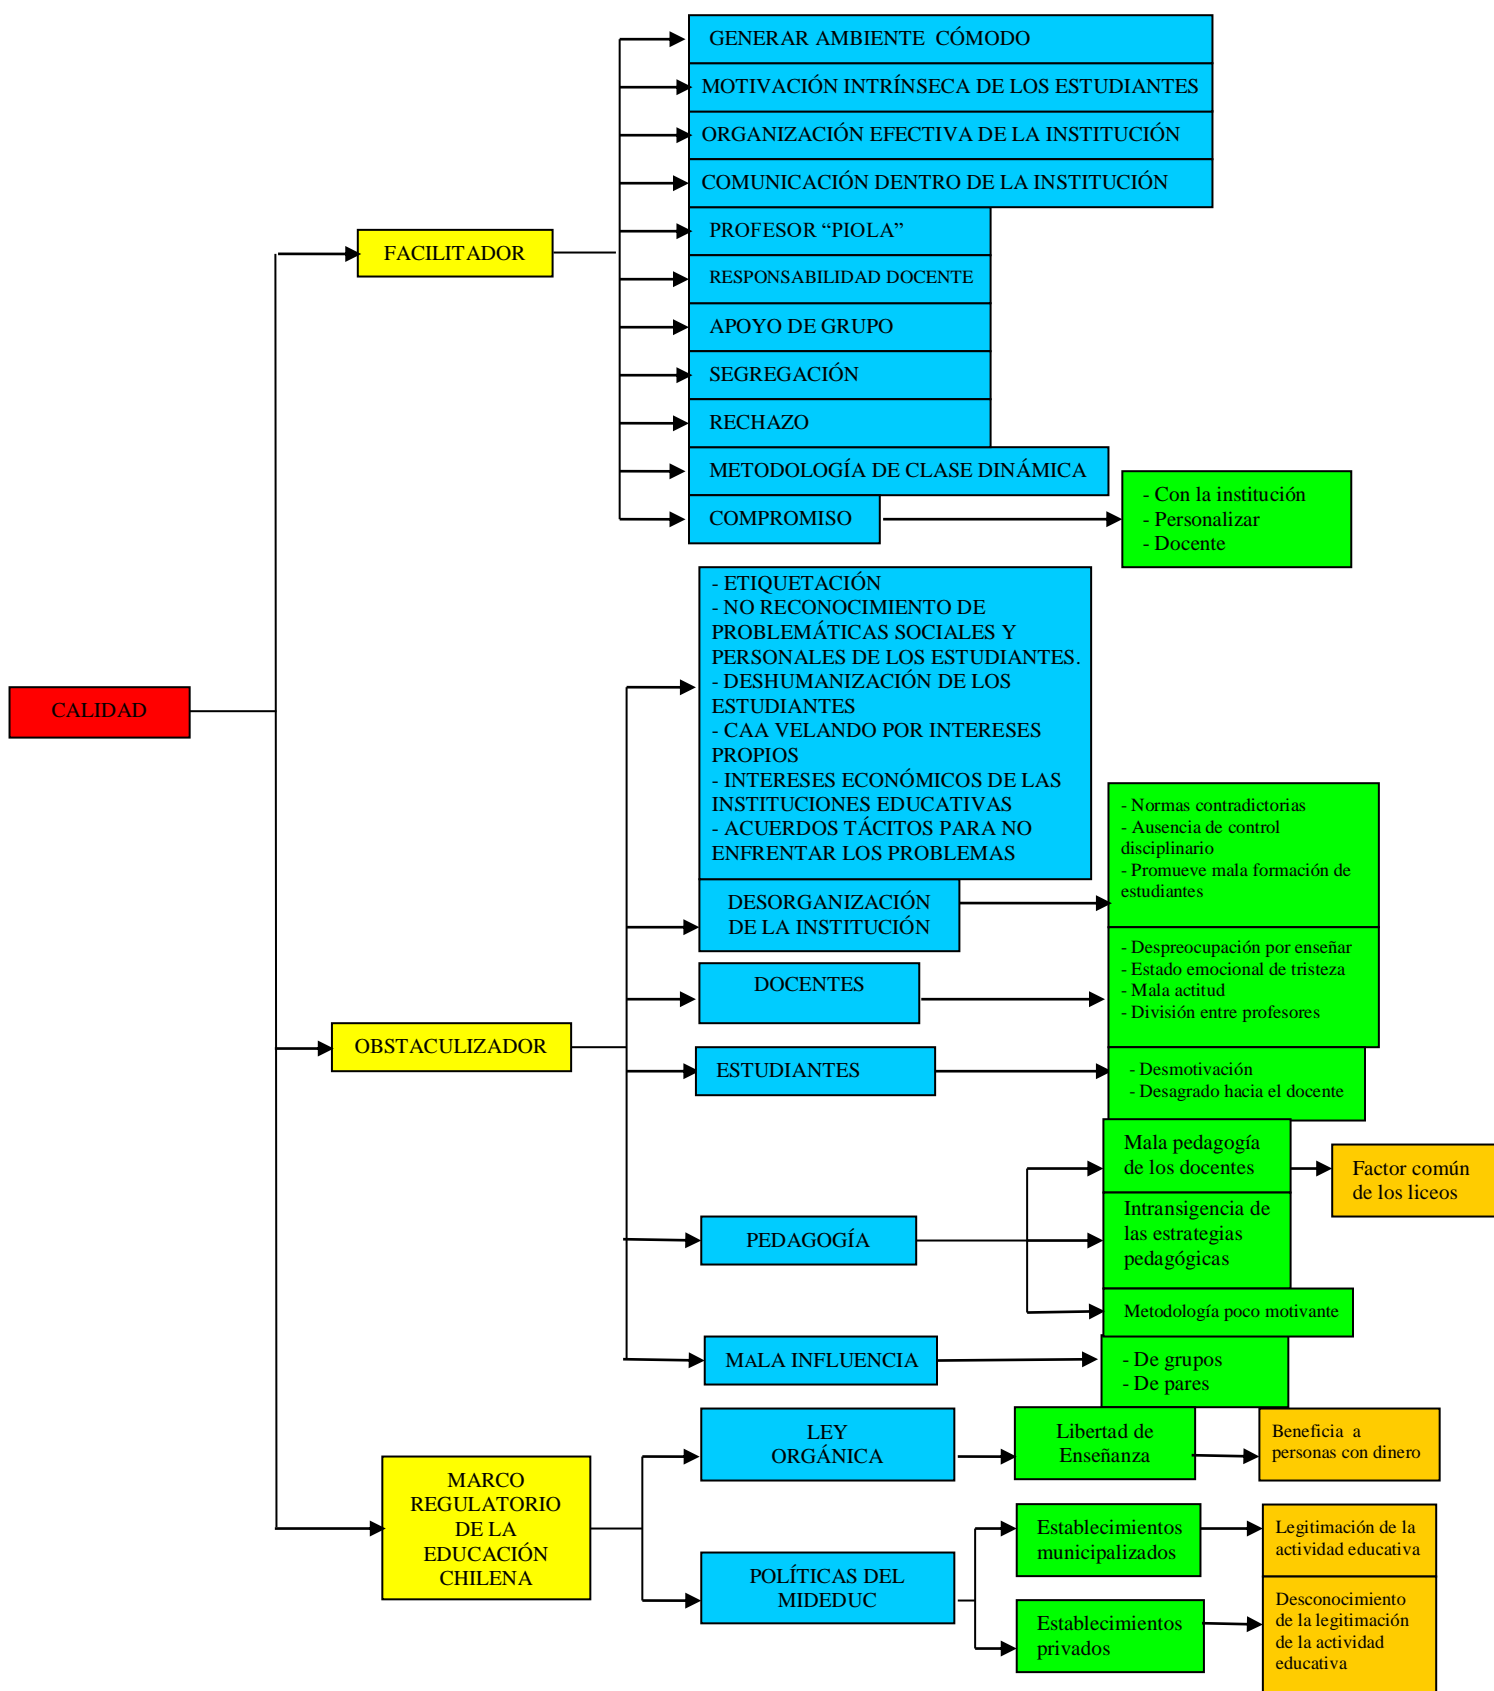 GENERAR AMBIENTE CÓMODO
MOTIVACIÓN INTRÍNSECA DE LOS ESTUDIANTES
ORGANIZACIÓN EFECTIVA DE LA INSTITUCIÓN
COMUNICACIÓN DENTRO DE LA INSTITUCIÓN
PROFESOR “PIOLA”
FACILITADOR
RESPONSABILIDAD DOCENTE
APOYO DE GRUPO
SEGREGACIÓN
RECHAZO
METODOLOGÍA DE CLASE DINÁMICA
COMPROMISO
- Con la institución
- Personalizar
- Docente
- ETIQUETACIÓN
- NO RECONOCIMIENTO DE
PROBLEMÁTICAS SOCIALES Y
PERSONALES DE LOS ESTUDIANTES.
- DESHUMANIZACIÓN DE LOS
ESTUDIANTES
- CAA VELANDO POR INTERESES
PROPIOS
- INTERESES ECONÓMICOS DE LAS
INSTITUCIONES EDUCATIVAS
- ACUERDOS TÁCITOS PARA NO
ENFRENTAR LOS PROBLEMAS
CALIDAD
DESORGANIZACIÓN
DE LA INSTITUCIÓN
- Normas contradictorias
- Ausencia de control
disciplinario
- Promueve mala formación de
estudiantes
DOCENTES
- Despreocupación por enseñar
- Estado emocional de tristeza
- Mala actitud
- División entre profesores
OBSTACULIZADOR
ESTUDIANTES
- Desmotivación
- Desagrado hacia el docente
PEDAGOGÍA
Mala pedagogía
de los docentes
Factor común
de los liceos
Intransigencia de
las estrategias
pedagógicas
Metodología poco motivante
MALA INFLUENCIA
- De grupos
- De pares
MARCO
REGULATORIO
DE LA
EDUCACIÓN
CHILENA
LEY
ORGÁNICA
Libertad de
Enseñanza
Beneficia a
personas con dinero
POLÍTICAS DEL
MIDEDUC
Establecimientos
municipalizados
Legitimación de la
actividad educativa
Establecimientos
privados
Desconocimiento
de la legitimación
de la actividad
educativa